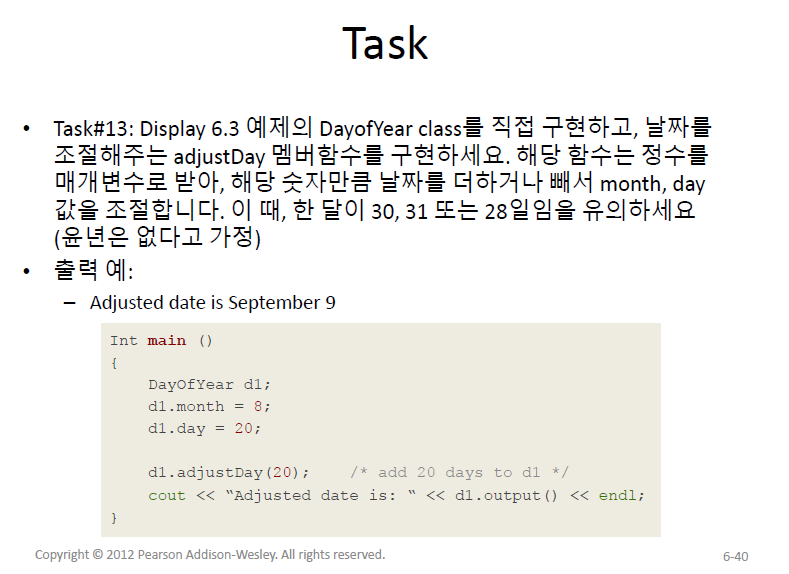 Task
• Task#13: Display 6.3 예제의 DayofYear class를 직접 구현하고, 날짜를
조절해주는 adjustDay 멤버함수를 구현하세요. 해당 함수는 정수를
매개변수로 받아, 해당 숫자만큼 날짜를 더하거나 빼서 month, day
값을 조절합니다. 이 때, 한 달이 30, 31 또는 28일임을 유의하세요
(윤년은 없다고 가정)
• 출력 예:
– Adjusted date is September 9
Int main ()
{
DayOfYear d1;
d1.month = 8;
d1.day = 20;
d1.adjustDay(20); /* add 20 days to d1 */
cout << “Adjusted date is: “ << d1.output() << endl;
}
Copyright © 2012 Pearson Addison-Wesley. All rights reserved.
6-40